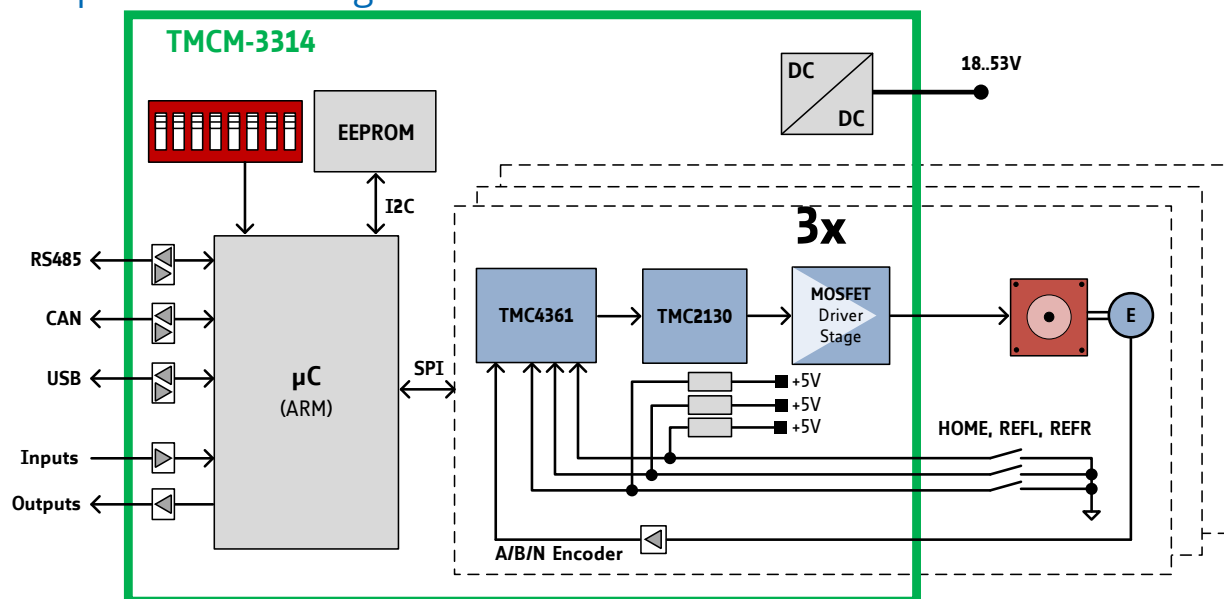 TMCM-3314
DC
DC
18..53V
EEPROM
I2C
3x
RS485
CAN
USB
Inputs
Outputs
µC
(ARM)
SPI
TMC4361
TMC2130
MOSFET
Driver
Stage
E
+5V
+5V
+5V
HOME, REFL, REFR
A/B/N Encoder